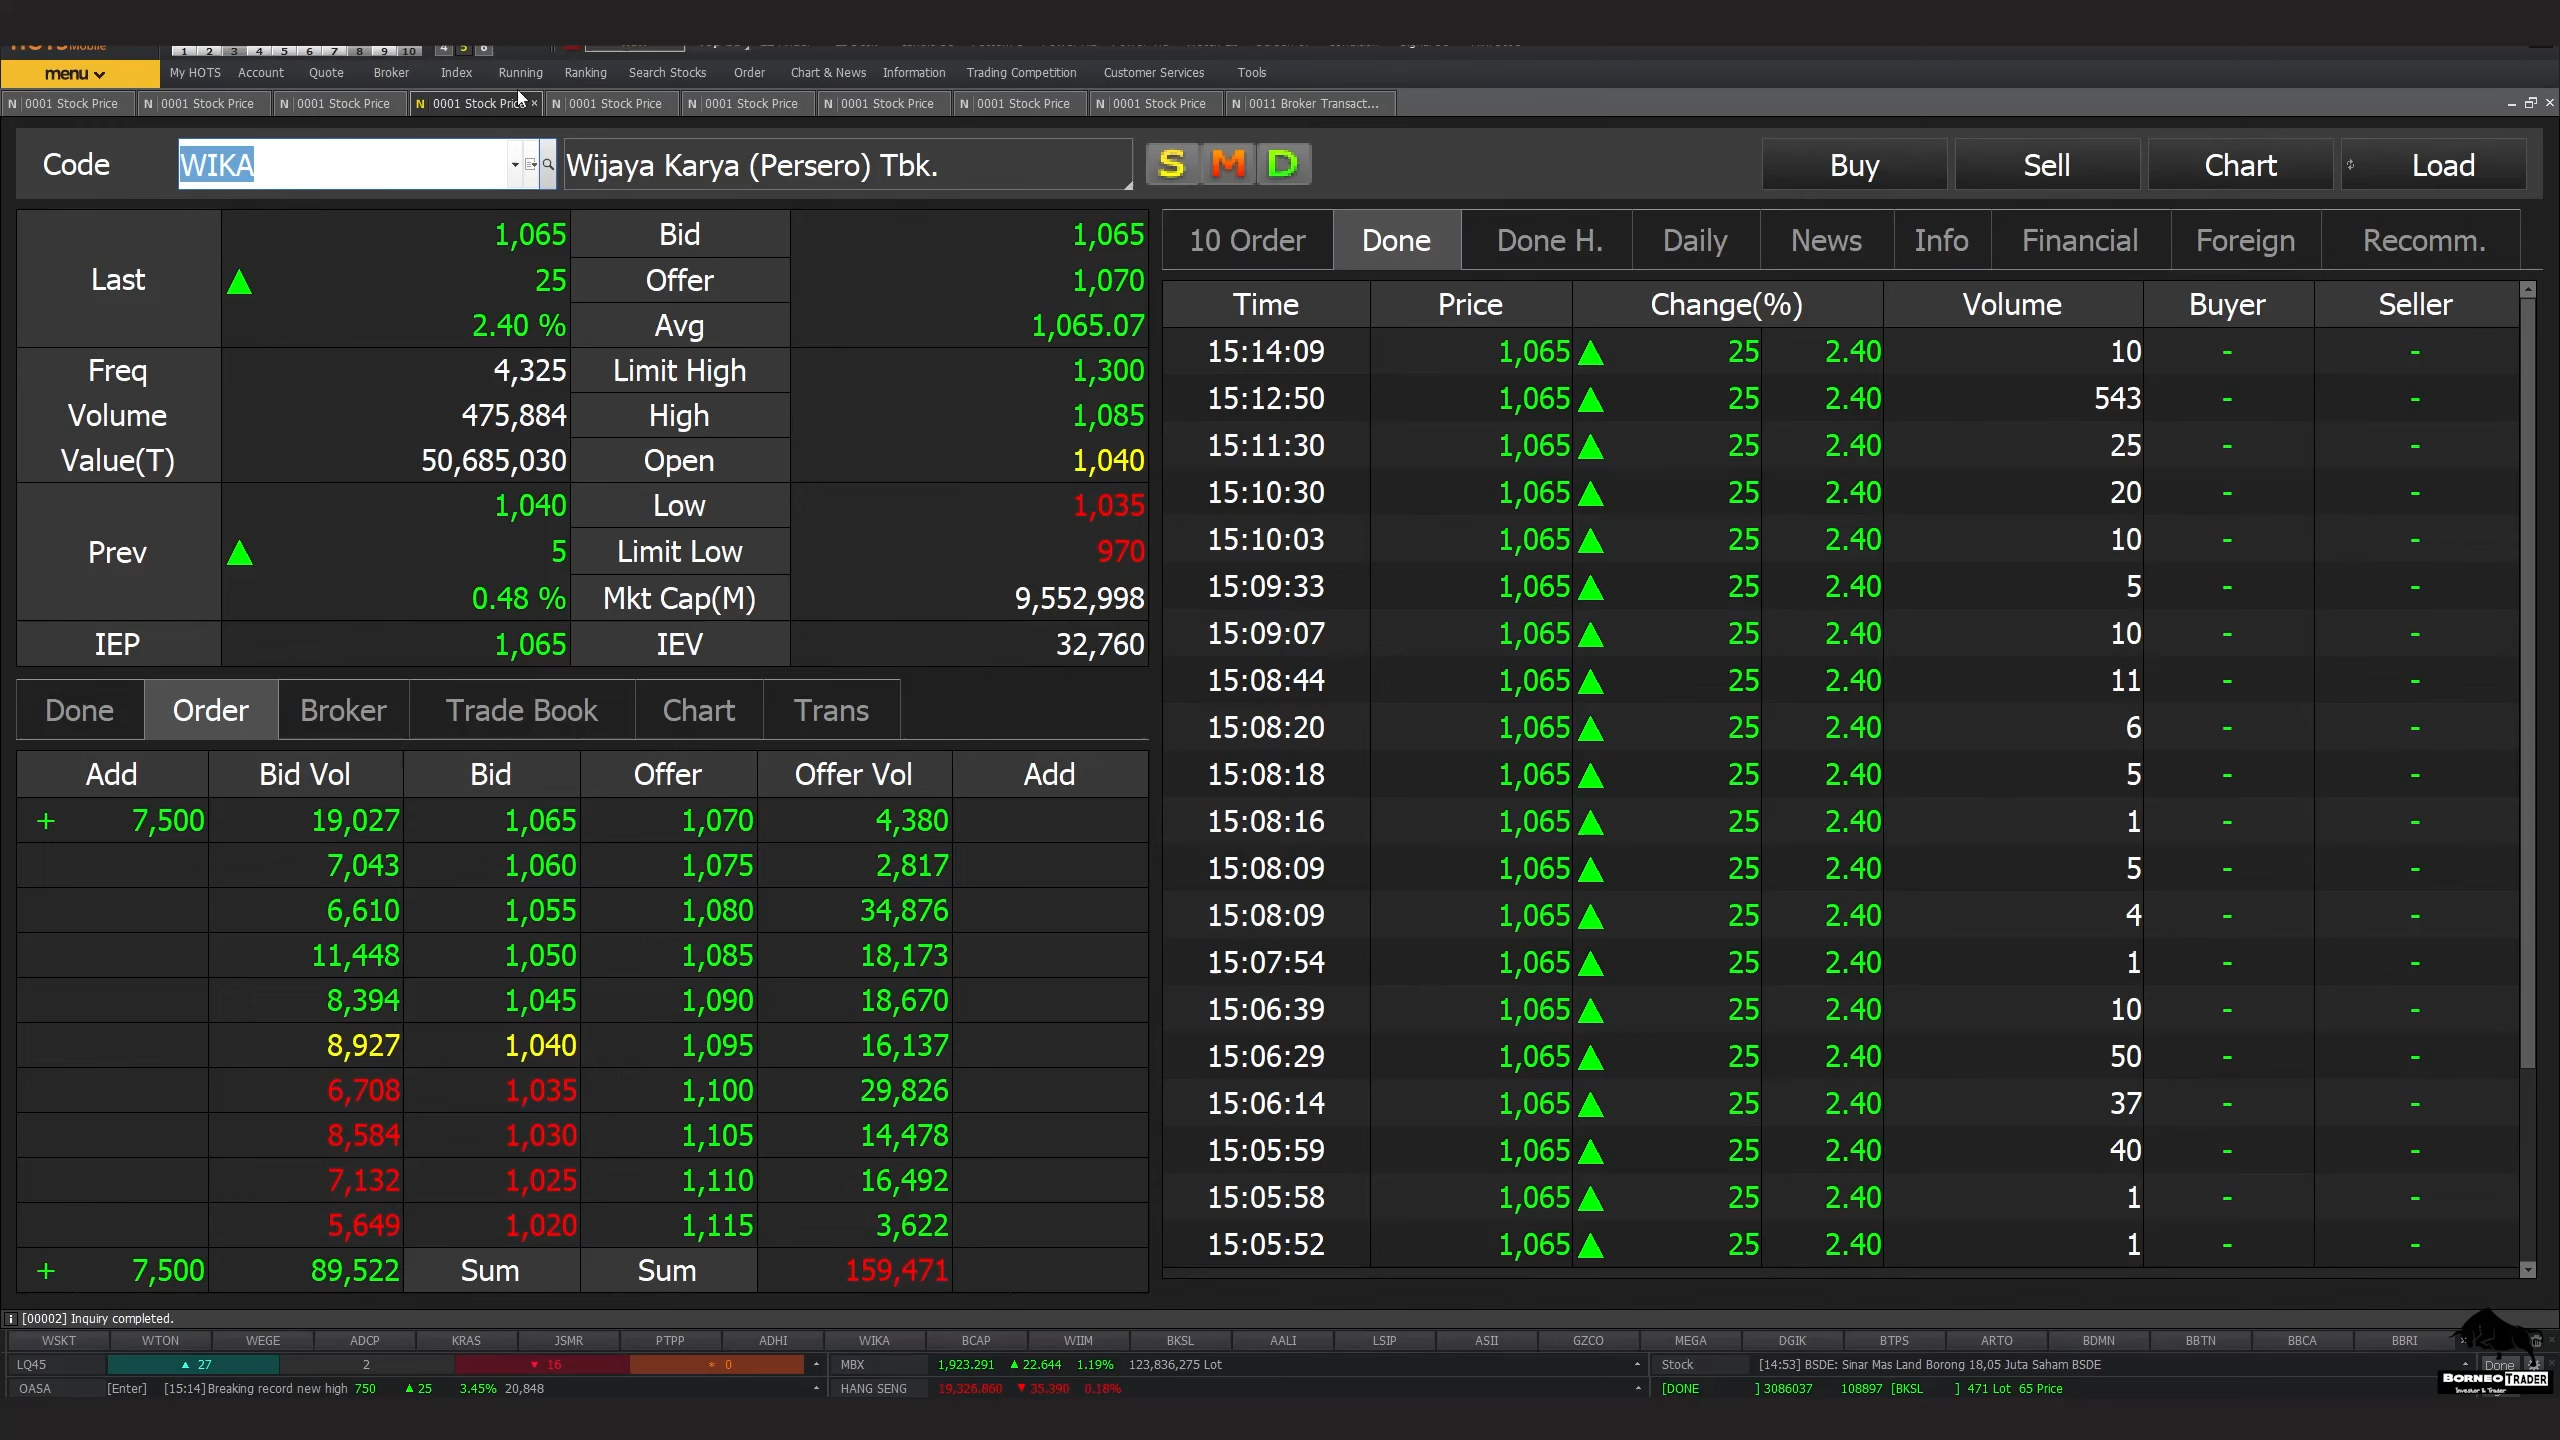 1 2 3 4 5 6 7 8 9 10 4 5 6
menu My HOTS Account Quote Broker Index Running Ranking Search Stocks Order Chart & News Information Trading Competition Customer Services Tools
N 0001 Stock Price N 0001 Stock Price N 0001 Stock Price N 0001 Stock Price × N 0001 Stock Price N 0001 Stock Price N 0001 Stock Price N 0001 Stock Price N 0001 Stock Price N 0011 Broker Transact...
Code WIKA Wijaya Karya (Persero) Tbk. S M D Buy Sell Chart Load
Last ▲ 1,065 25 2.40 %
Bid 1,065
Offer 1,070
Avg 1,065.07
Freq 4,325 Limit High 1,300
Volume 475,884 High 1,085
Value(T) 50,685,030 Open 1,040
Prev ▲ 1,040 5 0.48 %
Low 1,035
Limit Low 970
Mkt Cap(M) 9,552,998
IEP 1,065 IEV 32,760
Done Order Broker Trade Book Chart Trans
Add Bid Vol Bid Offer Offer Vol Add
+ 7,500 19,027 1,065 1,070 4,380
7,043 1,060 1,075 2,817
6,610 1,055 1,080 34,876
11,448 1,050 1,085 18,173
8,394 1,045 1,090 18,670
8,927 1,040 1,095 16,137
6,708 1,035 1,100 29,826
8,584 1,030 1,105 14,478
7,132 1,025 1,110 16,492
5,649 1,020 1,115 3,622
+ 7,500 89,522 Sum Sum 159,471
10 Order Done Done H. Daily News Info Financial Foreign Recomm.
Time Price Change(%) Volume Buyer Seller
15:14:09 1,065 ▲ 25 2.40 10 - -
15:12:50 1,065 ▲ 25 2.40 543 - -
15:11:30 1,065 ▲ 25 2.40 25 - -
15:10:30 1,065 ▲ 25 2.40 20 - -
15:10:03 1,065 ▲ 25 2.40 10 - -
15:09:33 1,065 ▲ 25 2.40 5 - -
15:09:07 1,065 ▲ 25 2.40 10 - -
15:08:44 1,065 ▲ 25 2.40 11 - -
15:08:20 1,065 ▲ 25 2.40 6 - -
15:08:18 1,065 ▲ 25 2.40 5 - -
15:08:16 1,065 ▲ 25 2.40 1 - -
15:08:09 1,065 ▲ 25 2.40 5 - -
15:08:09 1,065 ▲ 25 2.40 4 - -
15:07:54 1,065 ▲ 25 2.40 1 - -
15:06:39 1,065 ▲ 25 2.40 10 - -
15:06:29 1,065 ▲ 25 2.40 50 - -
15:06:14 1,065 ▲ 25 2.40 37 - -
15:05:59 1,065 ▲ 25 2.40 40 - -
15:05:58 1,065 ▲ 25 2.40 1 - -
15:05:52 1,065 ▲ 25 2.40 1 - -
[00002] Inquiry completed.
WSKT WTON WEGE ADCP KRAS JSMR PTPP ADHI WIKA BCAP WIIM BKSL AALI LSIP ASII GZCO MEGA DGIK BTPS ARTO BDMN BBTN BBCA BBRI
LQ45 ▲ 27 2 ▼ 16 * 0 MBX 1,923.291 ▲ 22.644 1.19% 123,836,275 Lot Stock [14:53] BSDE: Sinar Mas Land Borong 18,05 Juta Saham BSDE Done
OASA [Enter] [15:14]Breaking record new high 750 ▲ 25 3.45% 20,848 HANG SENG 19,326.860 ▼ 35.390 0.18% [DONE ] 3086037 108897 [BKSL ] 471 Lot 65 Price
BORNEO TRADER
Investor & Trader